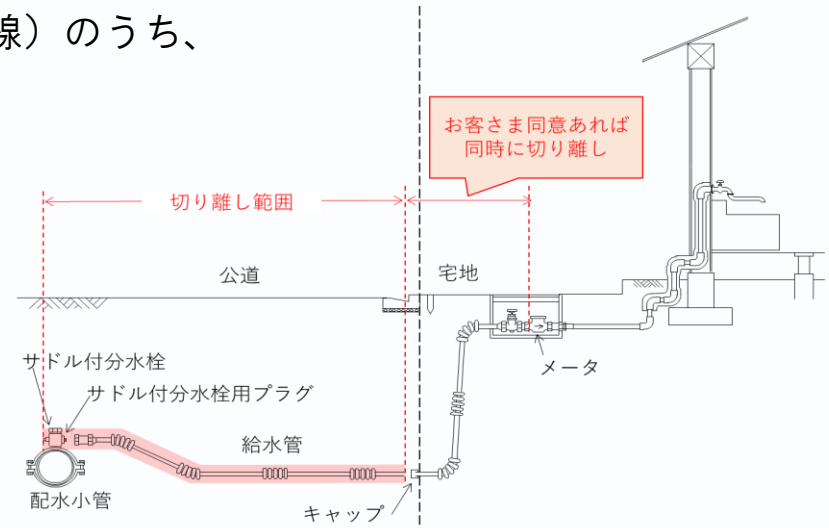 線）のうち、
お客さま同意あれば
同時に切り離し
切り離し範囲
公道
宅地
メータ
サドル付分水栓
サドル付分水栓用プラグ
給水管
配水小管
キャップ